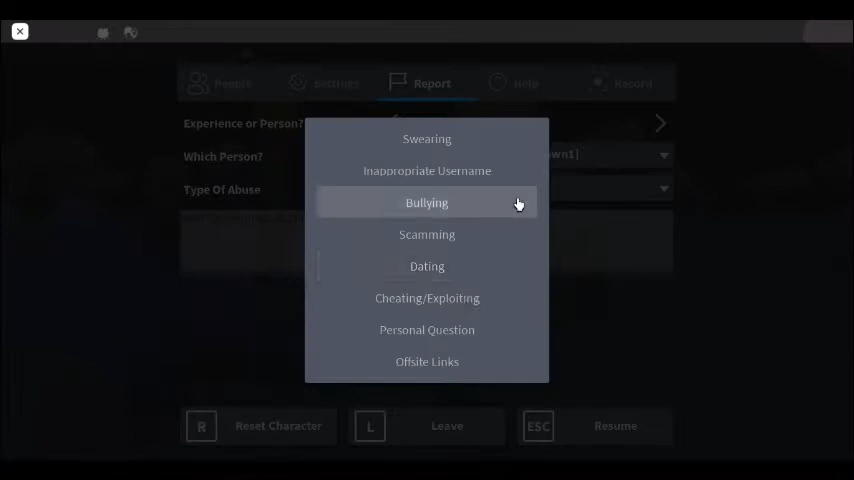 People
Settings
Report
Help
Record
Experience or Person?
Which Person?
wn1]
Type Of Abuse
Swearing
Inappropriate Username
Bullying
Scamming
Dating
Cheating/Exploiting
Personal Question
Offsite Links
R
Reset Character
L
Leave
ESC
Resume